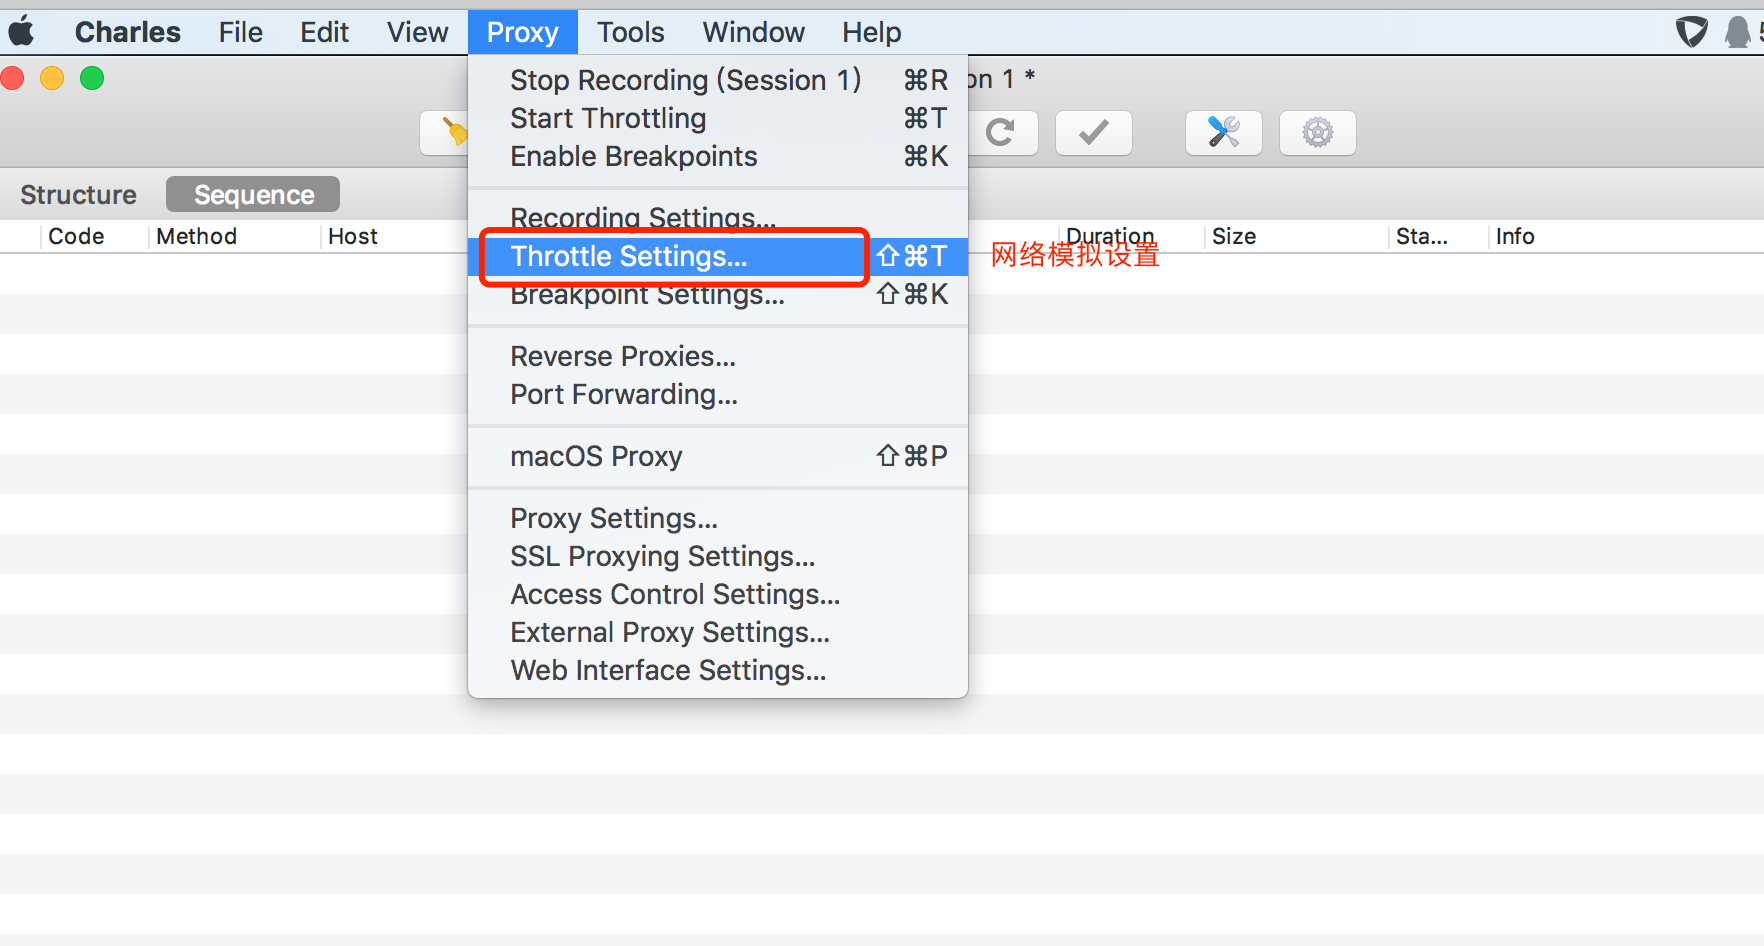 Charles File Edit View Proxy Tools Window Help
Stop Recording (Session 1) ⌘R
on 1 *
Start Throttling ⌘T
Enable Breakpoints ⌘K
Structure Sequence
Recording Settings...
Code Method Host Duration Size Sta... Info
Throttle Settings... ⇧⌘T 网络模拟设置
Breakpoint Settings... ⇧⌘K
Reverse Proxies...
Port Forwarding...
macOS Proxy ⇧⌘P
Proxy Settings...
SSL Proxying Settings...
Access Control Settings...
External Proxy Settings...
Web Interface Settings...